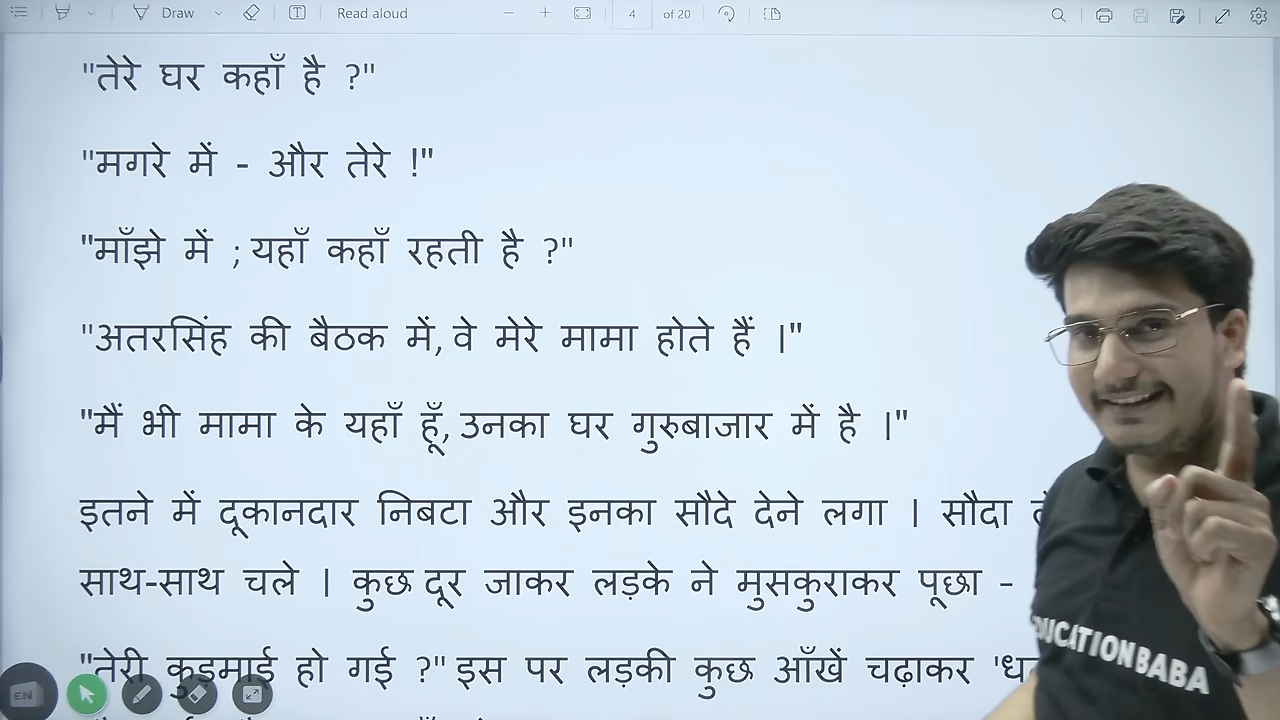 Draw
Read aloud
4
of 20
"तेरे घर कहाँ है ?"
"मगरे में - और तेरे !"
"माँझे में ; यहाँ कहाँ रहती है ?"
"अतरसिंह की बैठक में, वे मेरे मामा होते हैं ।"
"मैं भी मामा के यहाँ हूँ, उनका घर गुरुबाजार में है ।"
इतने में दूकानदार निबटा और इनका सौदे देने लगा । सौदा
साथ-साथ चले । कुछ दूर जाकर लड़के ने मुसकुराकर पूछा -
"तेरी कुड़माई हो गई ?" इस पर लड़की कुछ आँखें चढ़ाकर
EN
EDUCATIONBABA